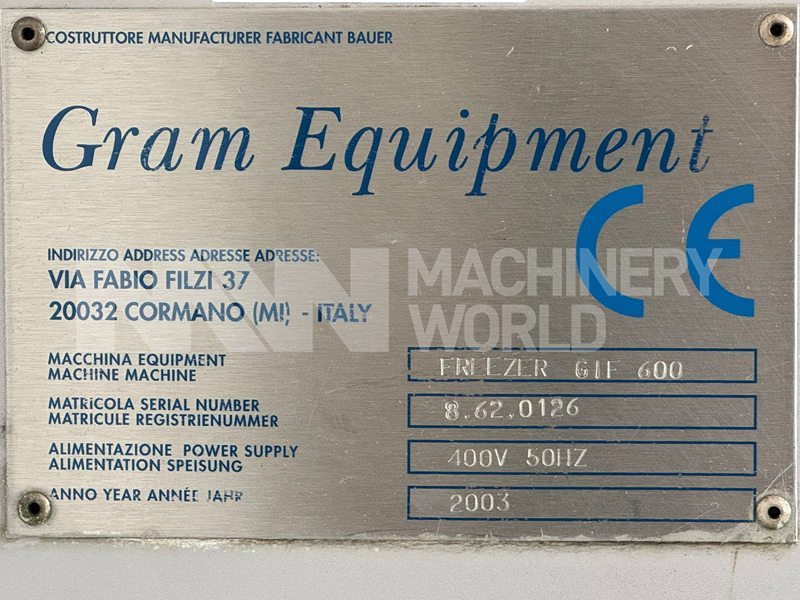 COSTRUTTORE MANUFACTURER FABRICANT BAUER
Gram Equipment
CE
INDIRIZZO ADDRESS ADRESSE ADRESSE:
VIA FABIO FILZI 37
20032 CORMANO (MI) - ITALY
MACHINERY
WORLD
MACCHINA EQUIPMENT
MACHINE MACHINE
FREEZER GIF 600
MATRICOLA SERIAL NUMBER
MATRICULE REGISTRIENUMMER
8.62.0126
ALIMENTAZIONE POWER SUPPLY
ALIMENTATION SPEISUNG
400V 50HZ
ANNO YEAR ANNÉE JAHR
2003